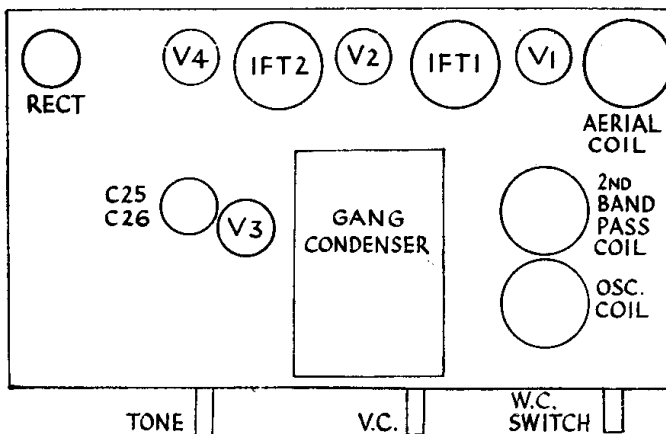 V4
IFT2
V2
IFT1
V1
RECT
AERIAL
COIL
C25
C26
V3
GANG
CONDENSER
2ND
BAND
PASS
COIL
OSC.
COIL
TONE
V.C.
W.C.
SWITCH